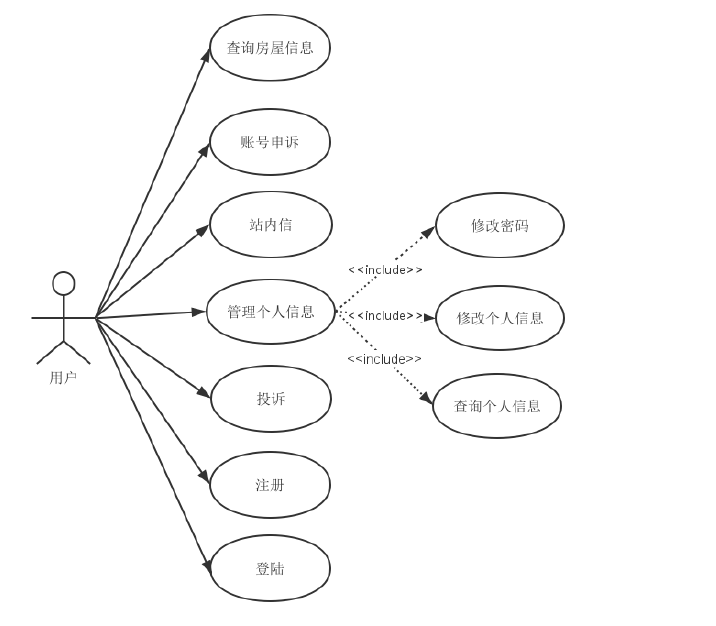 查询房屋信息
账号申诉
站内信
修改密码
<<include>>
管理个人信息
<<include>>
修改个人信息
<<include>>
用户
投诉
查询个人信息
注册
登陆